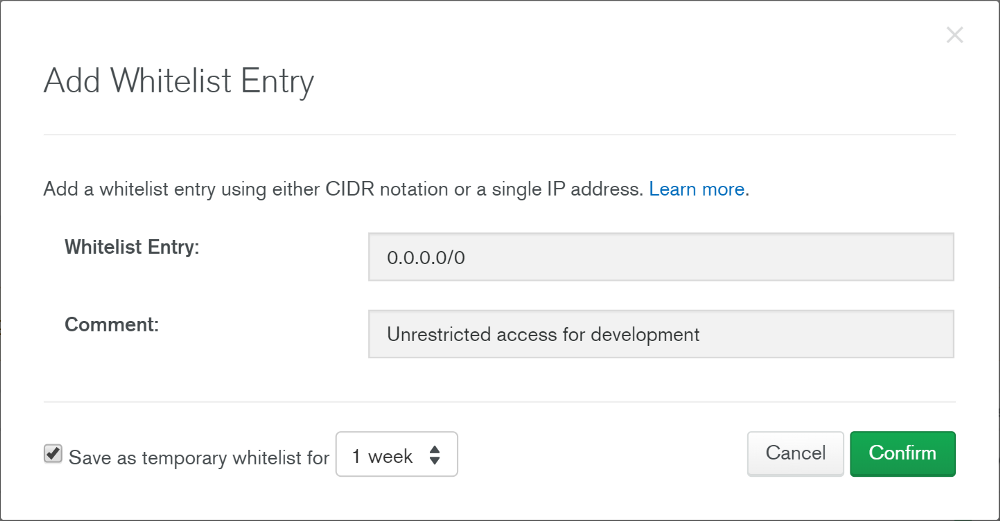 Add Whitelist Entry
Add a whitelist entry using either CIDR notation or a single IP address. Learn more.
Whitelist Entry:
0.0.0.0/0
Comment:
Unrestricted access for development
Save as temporary whitelist for 1 week
Cancel Confirm